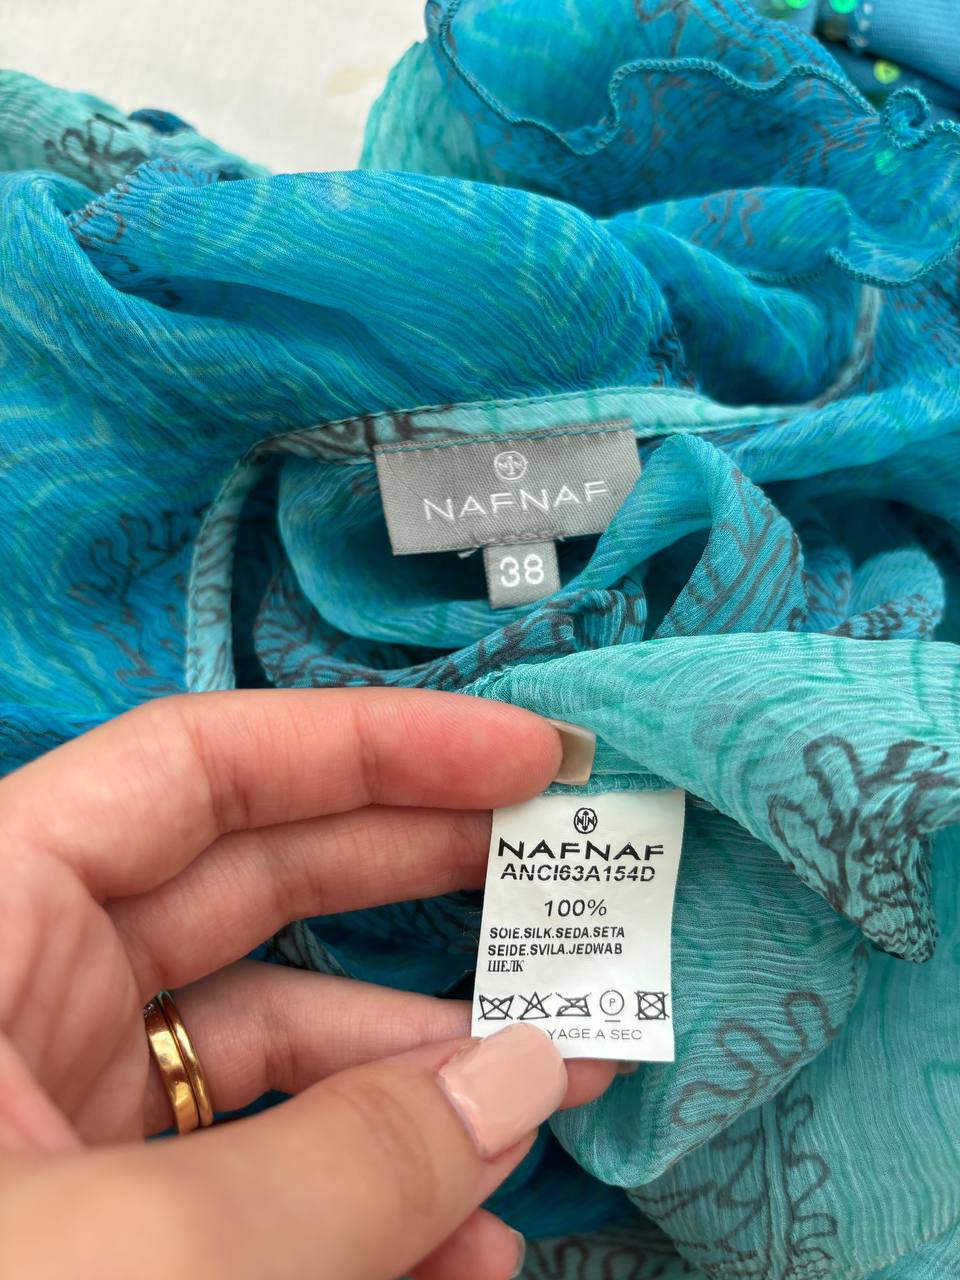 NAFNAF
38
NAFNAF
ANCI63A154D
100%
SOIE.SILK.SEDA.SETA
SEIDE.SVILA.JEDWAB
ШЕЛК
P
YAGE A SEC